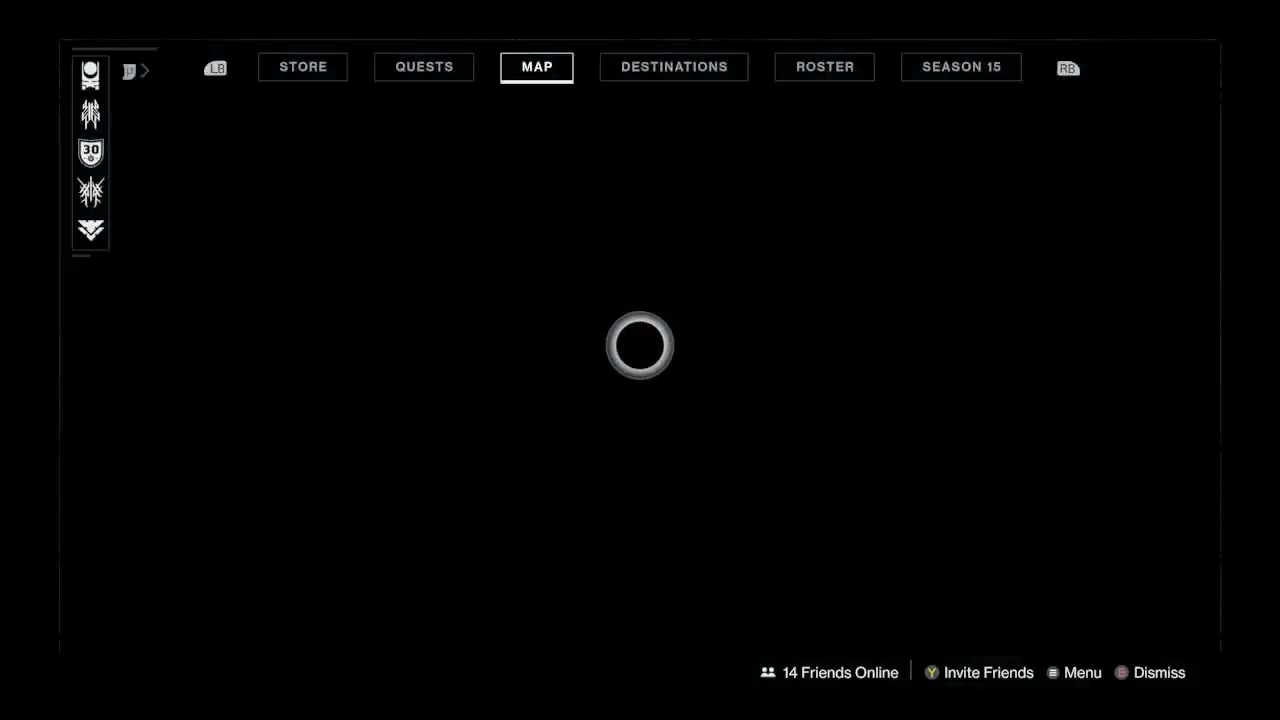 LB STORE QUESTS MAP DESTINATIONS ROSTER SEASON 15 RB
30
14 Friends Online Y Invite Friends Menu B Dismiss